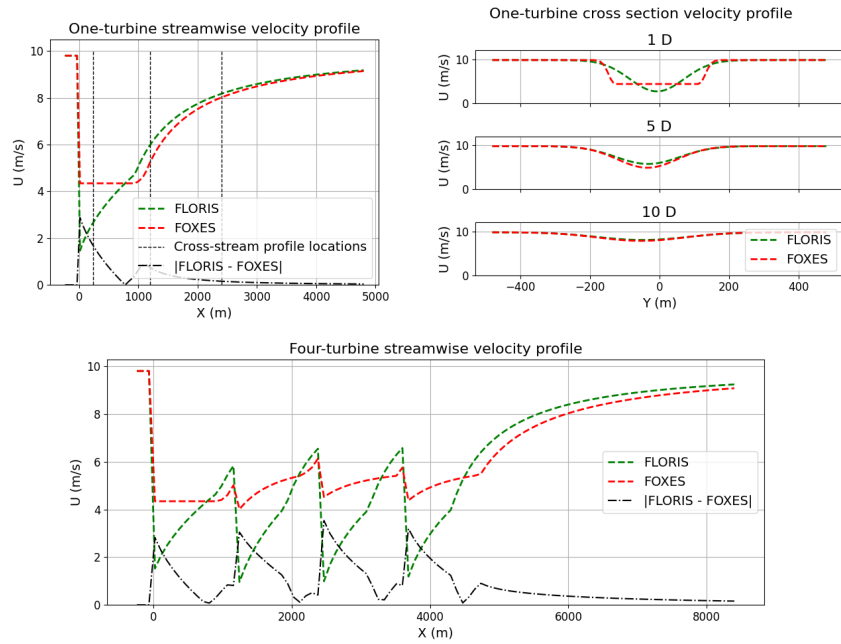 One-turbine streamwise velocity profile
10
8
6
4
2
0
U (m/s)
FLORIS
FOXES
Cross-stream profile locations
|FLORIS - FOXES|
0 1000 2000 3000 4000 5000
X (m)
One-turbine cross section velocity profile
1 D
10
0
U (m/s)
5 D
10
0
U (m/s)
10 D
10
0
U (m/s)
FLORIS
FOXES
−400 −200 0 200 400
Y (m)
Four-turbine streamwise velocity profile
10
8
6
4
2
0
U (m/s)
FLORIS
FOXES
|FLORIS - FOXES|
0 2000 4000 6000 8000
X (m)